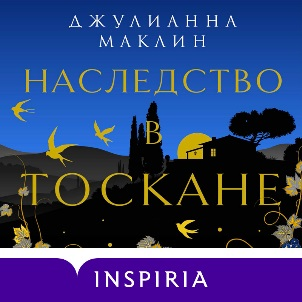 ДЖУЛИАННА
МАКЛИН
НАСЛЕДСТВО
В
ТОСКАНЕ
INSPIRIA